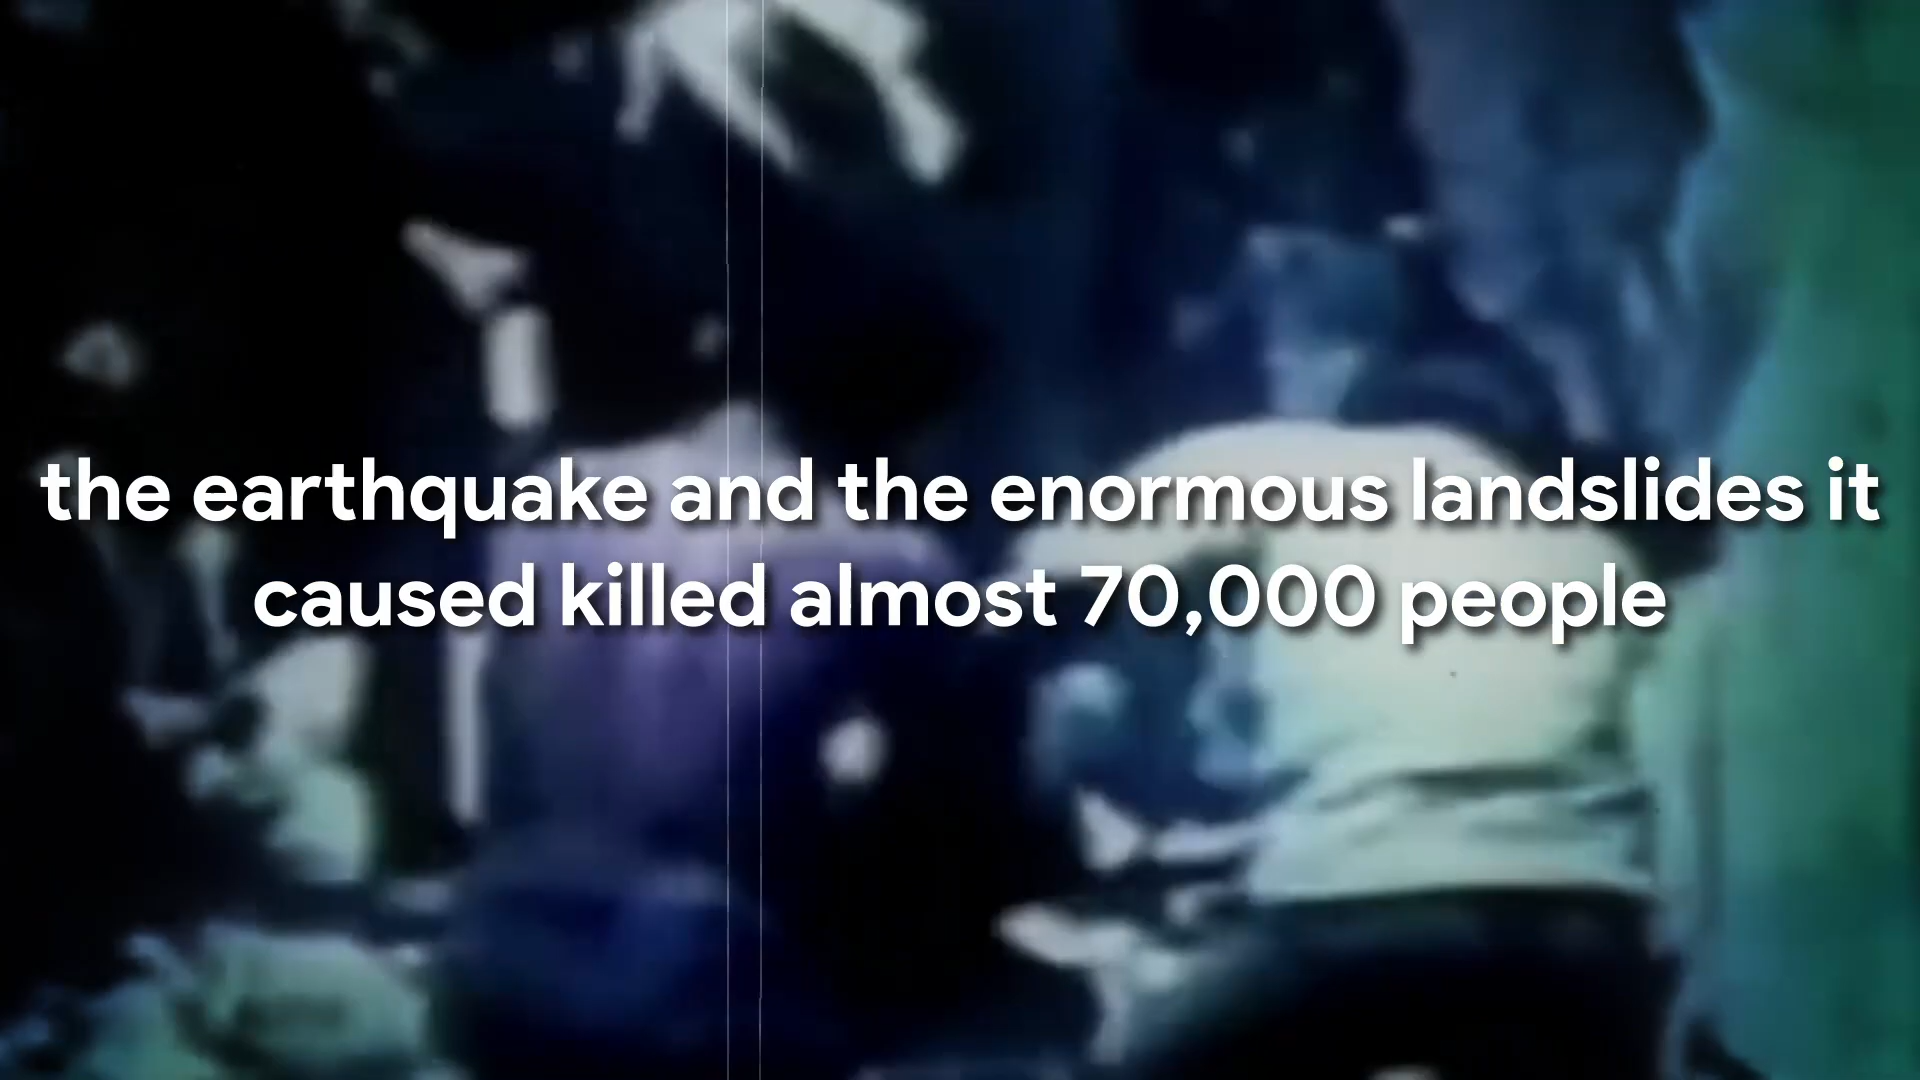 the earthquake and the enormous landslides it
caused killed almost 70,000 people